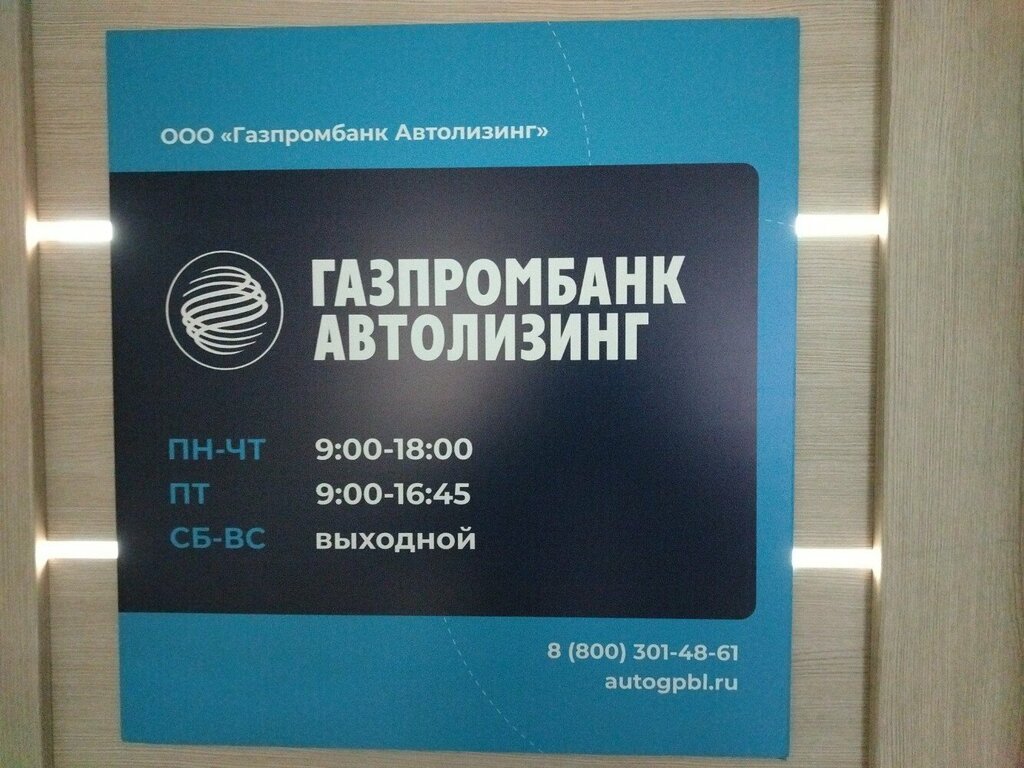 ООО «Газпромбанк Автолизинг»
ГАЗПРОМБАНК
АВТОЛИЗИНГ
ПН-ЧТ 9:00-18:00
ПТ 9:00-16:45
СБ-ВС выходной
8 (800) 301-48-61
autogpbl.ru